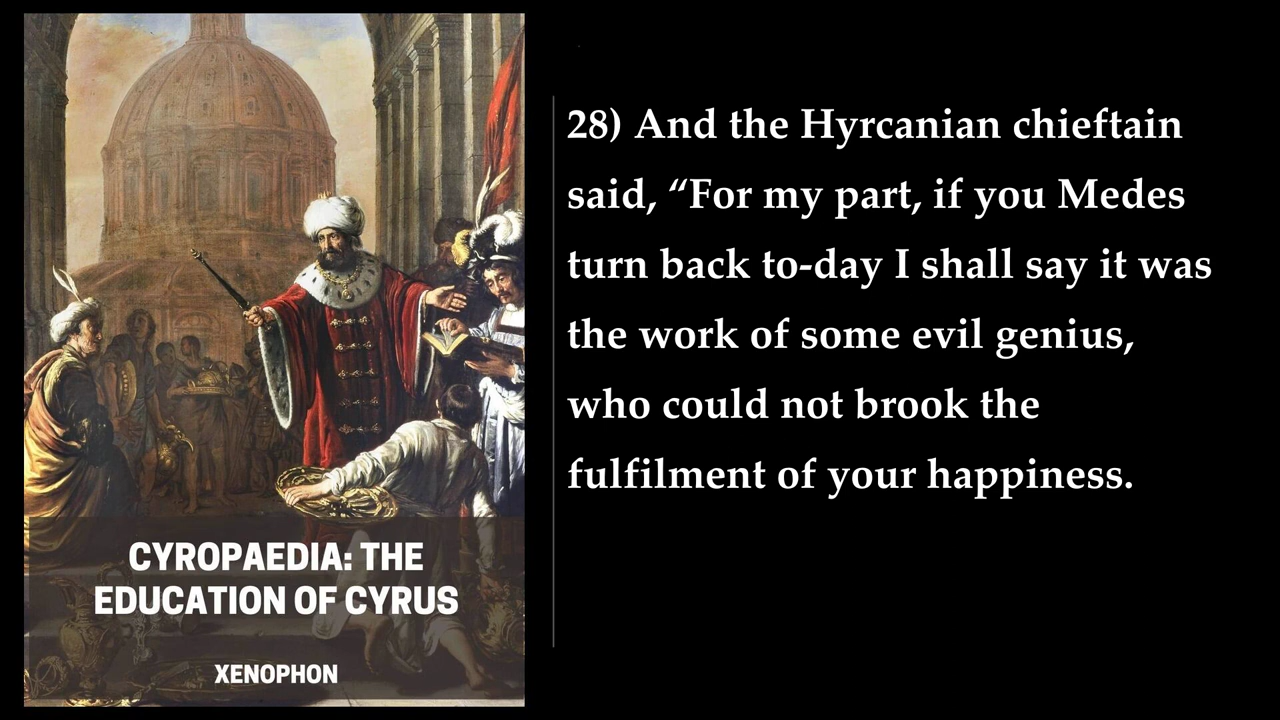 CYROPAEDIA: THE
EDUCATION OF CYRUS
XENOPHON
28) And the Hyrcanian chieftain
said, “For my part, if you Medes
turn back to-day I shall say it was
the work of some evil genius,
who could not brook the
fulfilment of your happiness.